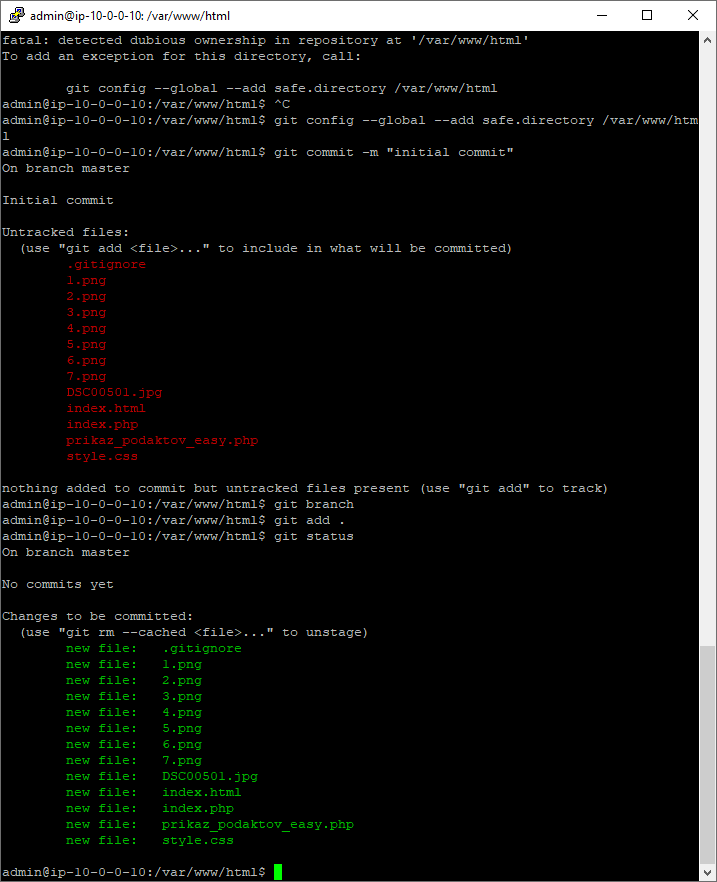 admin@ip-10-0-0-10: /var/www/html
fatal: detected dubious ownership in repository at '/var/www/html'
To add an exception for this directory, call:
git config --global --add safe.directory /var/www/html
admin@ip-10-0-0-10:/var/www/html$ ^C
admin@ip-10-0-0-10:/var/www/html$ git config --global --add safe.directory /var/www/htm
l
admin@ip-10-0-0-10:/var/www/html$ git commit -m "initial commit"
On branch master
Initial commit
Untracked files:
(use "git add <file>..." to include in what will be committed)
.gitignore
1.png
2.png
3.png
4.png
5.png
6.png
7.png
DSC00501.jpg
index.html
index.php
prikaz_podaktov_easy.php
style.css
nothing added to commit but untracked files present (use "git add" to track)
admin@ip-10-0-0-10:/var/www/html$ git branch
admin@ip-10-0-0-10:/var/www/html$ git add .
admin@ip-10-0-0-10:/var/www/html$ git status
On branch master
No commits yet
Changes to be committed:
(use "git rm --cached <file>..." to unstage)
new file:   .gitignore
new file:   1.png
new file:   2.png
new file:   3.png
new file:   4.png
new file:   5.png
new file:   6.png
new file:   7.png
new file:   DSC00501.jpg
new file:   index.html
new file:   index.php
new file:   prikaz_podaktov_easy.php
new file:   style.css
admin@ip-10-0-0-10:/var/www/html$